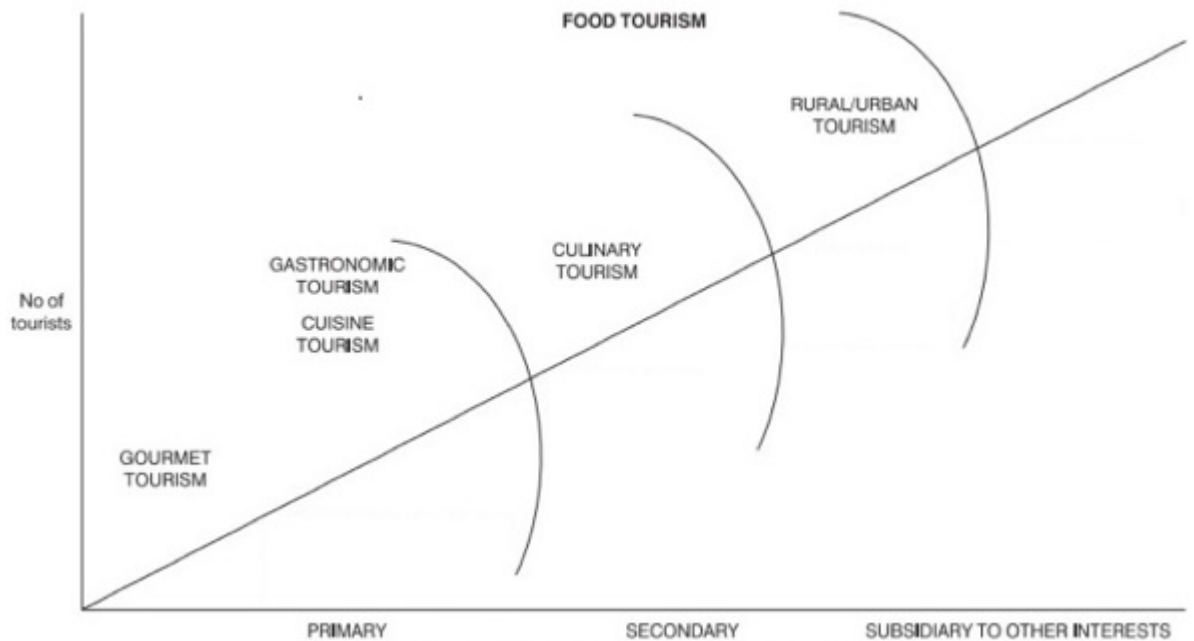 FOOD TOURISM
RURAL/URBAN
TOURISM
CULINARY
TOURISM
GASTRONOMIC
TOURISM
CUISINE
TOURISM
No of
tourists
GOURMET
TOURISM
PRIMARY
SECONDARY
SUBSIDIARY TO OTHER INTERESTS